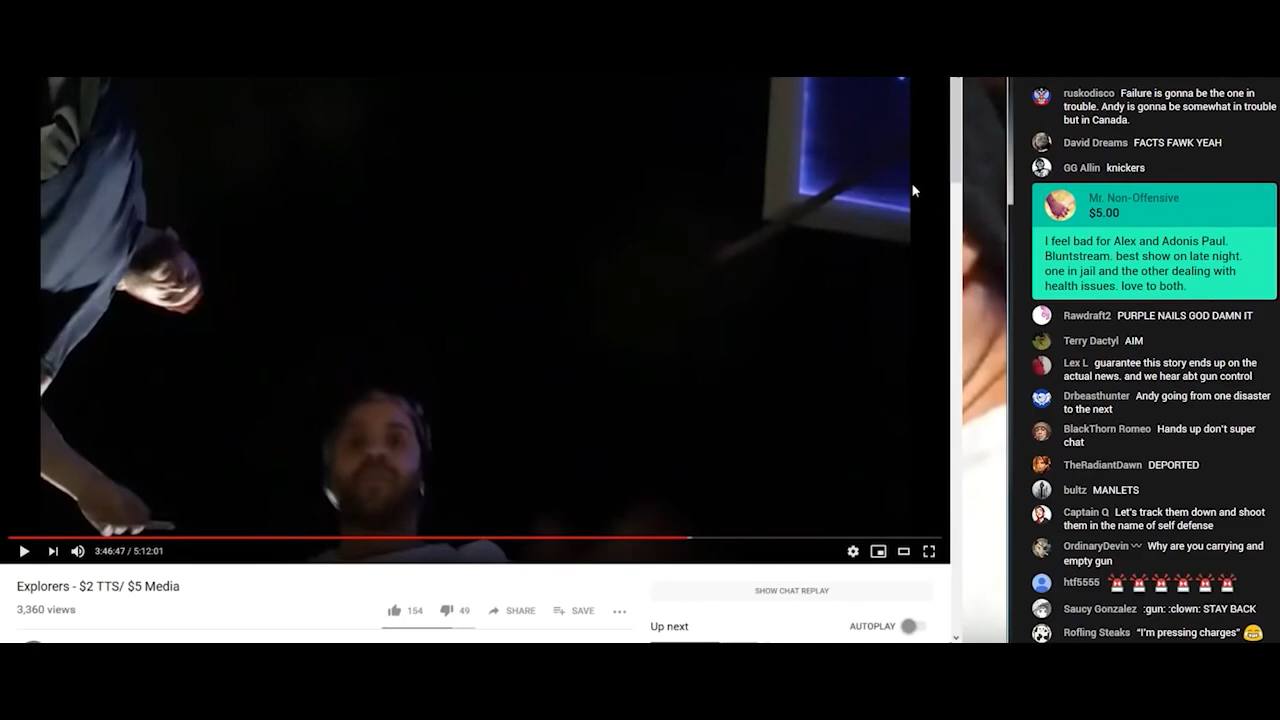 ruskodisco Failure is gonna be the one in
trouble. Andy is gonna be somewhat in trouble
but in Canada.
David Dreams FACTS FAWK YEAH
GG Allin knickers
Mr. Non-Offensive
$5.00
I feel bad for Alex and Adonis Paul.
Bluntstream. best show on late night.
one in jail and the other dealing with
health issues. love to both.
Rawdraft2 PURPLE NAILS GOD DAMN IT
Terry Dactyl AIM
Lex L guarantee this story ends up on the
actual news. and we hear abt gun control
Drbeasthunter Andy going from one disaster
to the next
BlackThorn Romeo Hands up don't super
chat
TheRadiantDawn DEPORTED
bultz MANLETS
Captain Q Let's track them down and shoot
them in the name of self defense
OrdinaryDevin Why are you carrying and
empty gun
htf5555
Saucy Gonzalez :gun: :clown: STAY BACK
Rofling Steaks "I'm pressing charges"
3:46:47 / 5:12:01
Explorers - $2 TTS/ $5 Media
3,360 views
154 49 SHARE SAVE
SHOW CHAT REPLAY
Up next AUTOPLAY